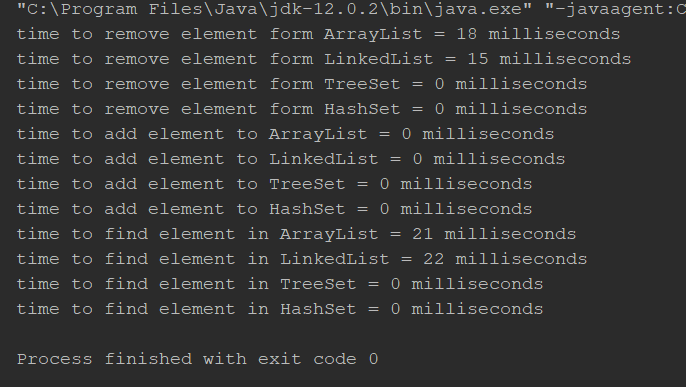 "C:\Program Files\Java\jdk-12.0.2\bin\java.exe" "-javaagent:C
time to remove element form ArrayList = 18 milliseconds
time to remove element form LinkedList = 15 milliseconds
time to remove element form TreeSet = 0 milliseconds
time to remove element form HashSet = 0 milliseconds
time to add element to ArrayList = 0 milliseconds
time to add element to LinkedList = 0 milliseconds
time to add element to TreeSet = 0 milliseconds
time to add element to HashSet = 0 milliseconds
time to find element in ArrayList = 21 milliseconds
time to find element in LinkedList = 22 milliseconds
time to find element in TreeSet = 0 milliseconds
time to find element in HashSet = 0 milliseconds
Process finished with exit code 0